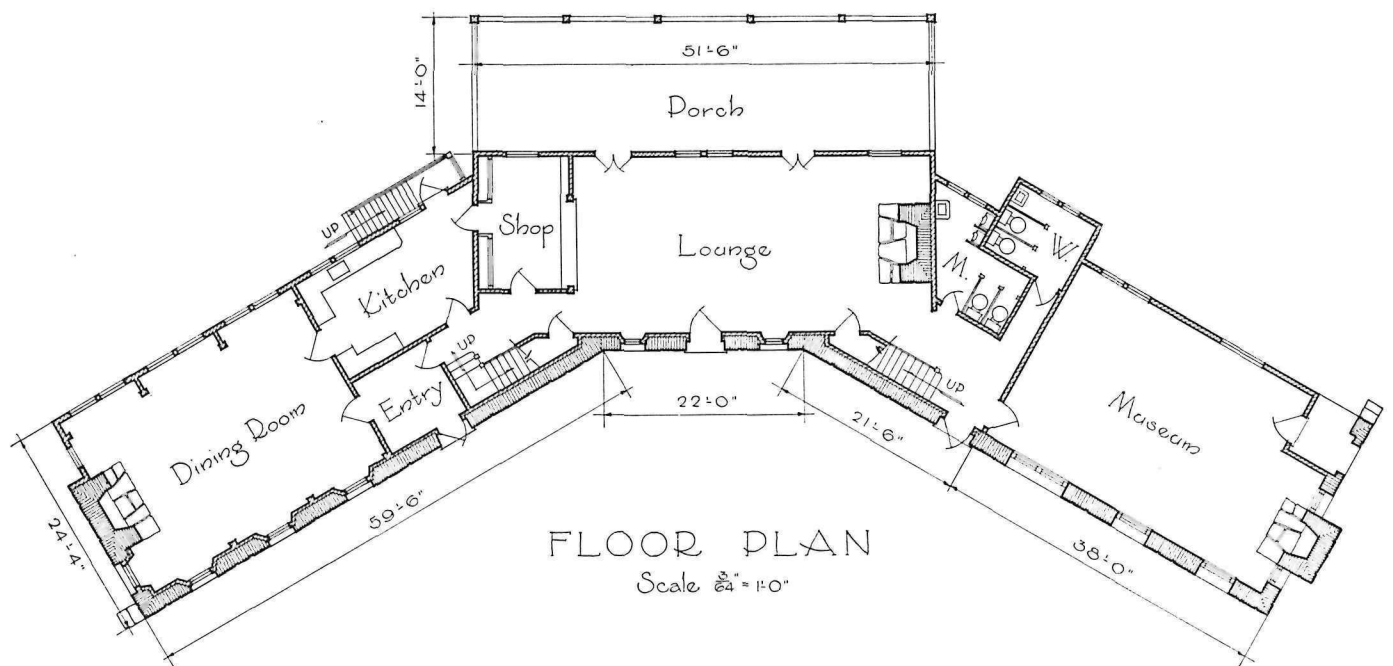 51'-6"
14'-0"
Porch
UP
Shop
Lounge
Kitchen
M.
W.
UP
Entry
UP
Dining Room
Museum
22'-0"
21'-6"
59'-6"
24'-4"
38'-0"
FLOOR PLAN
Scale 3/64" = 1'-0"